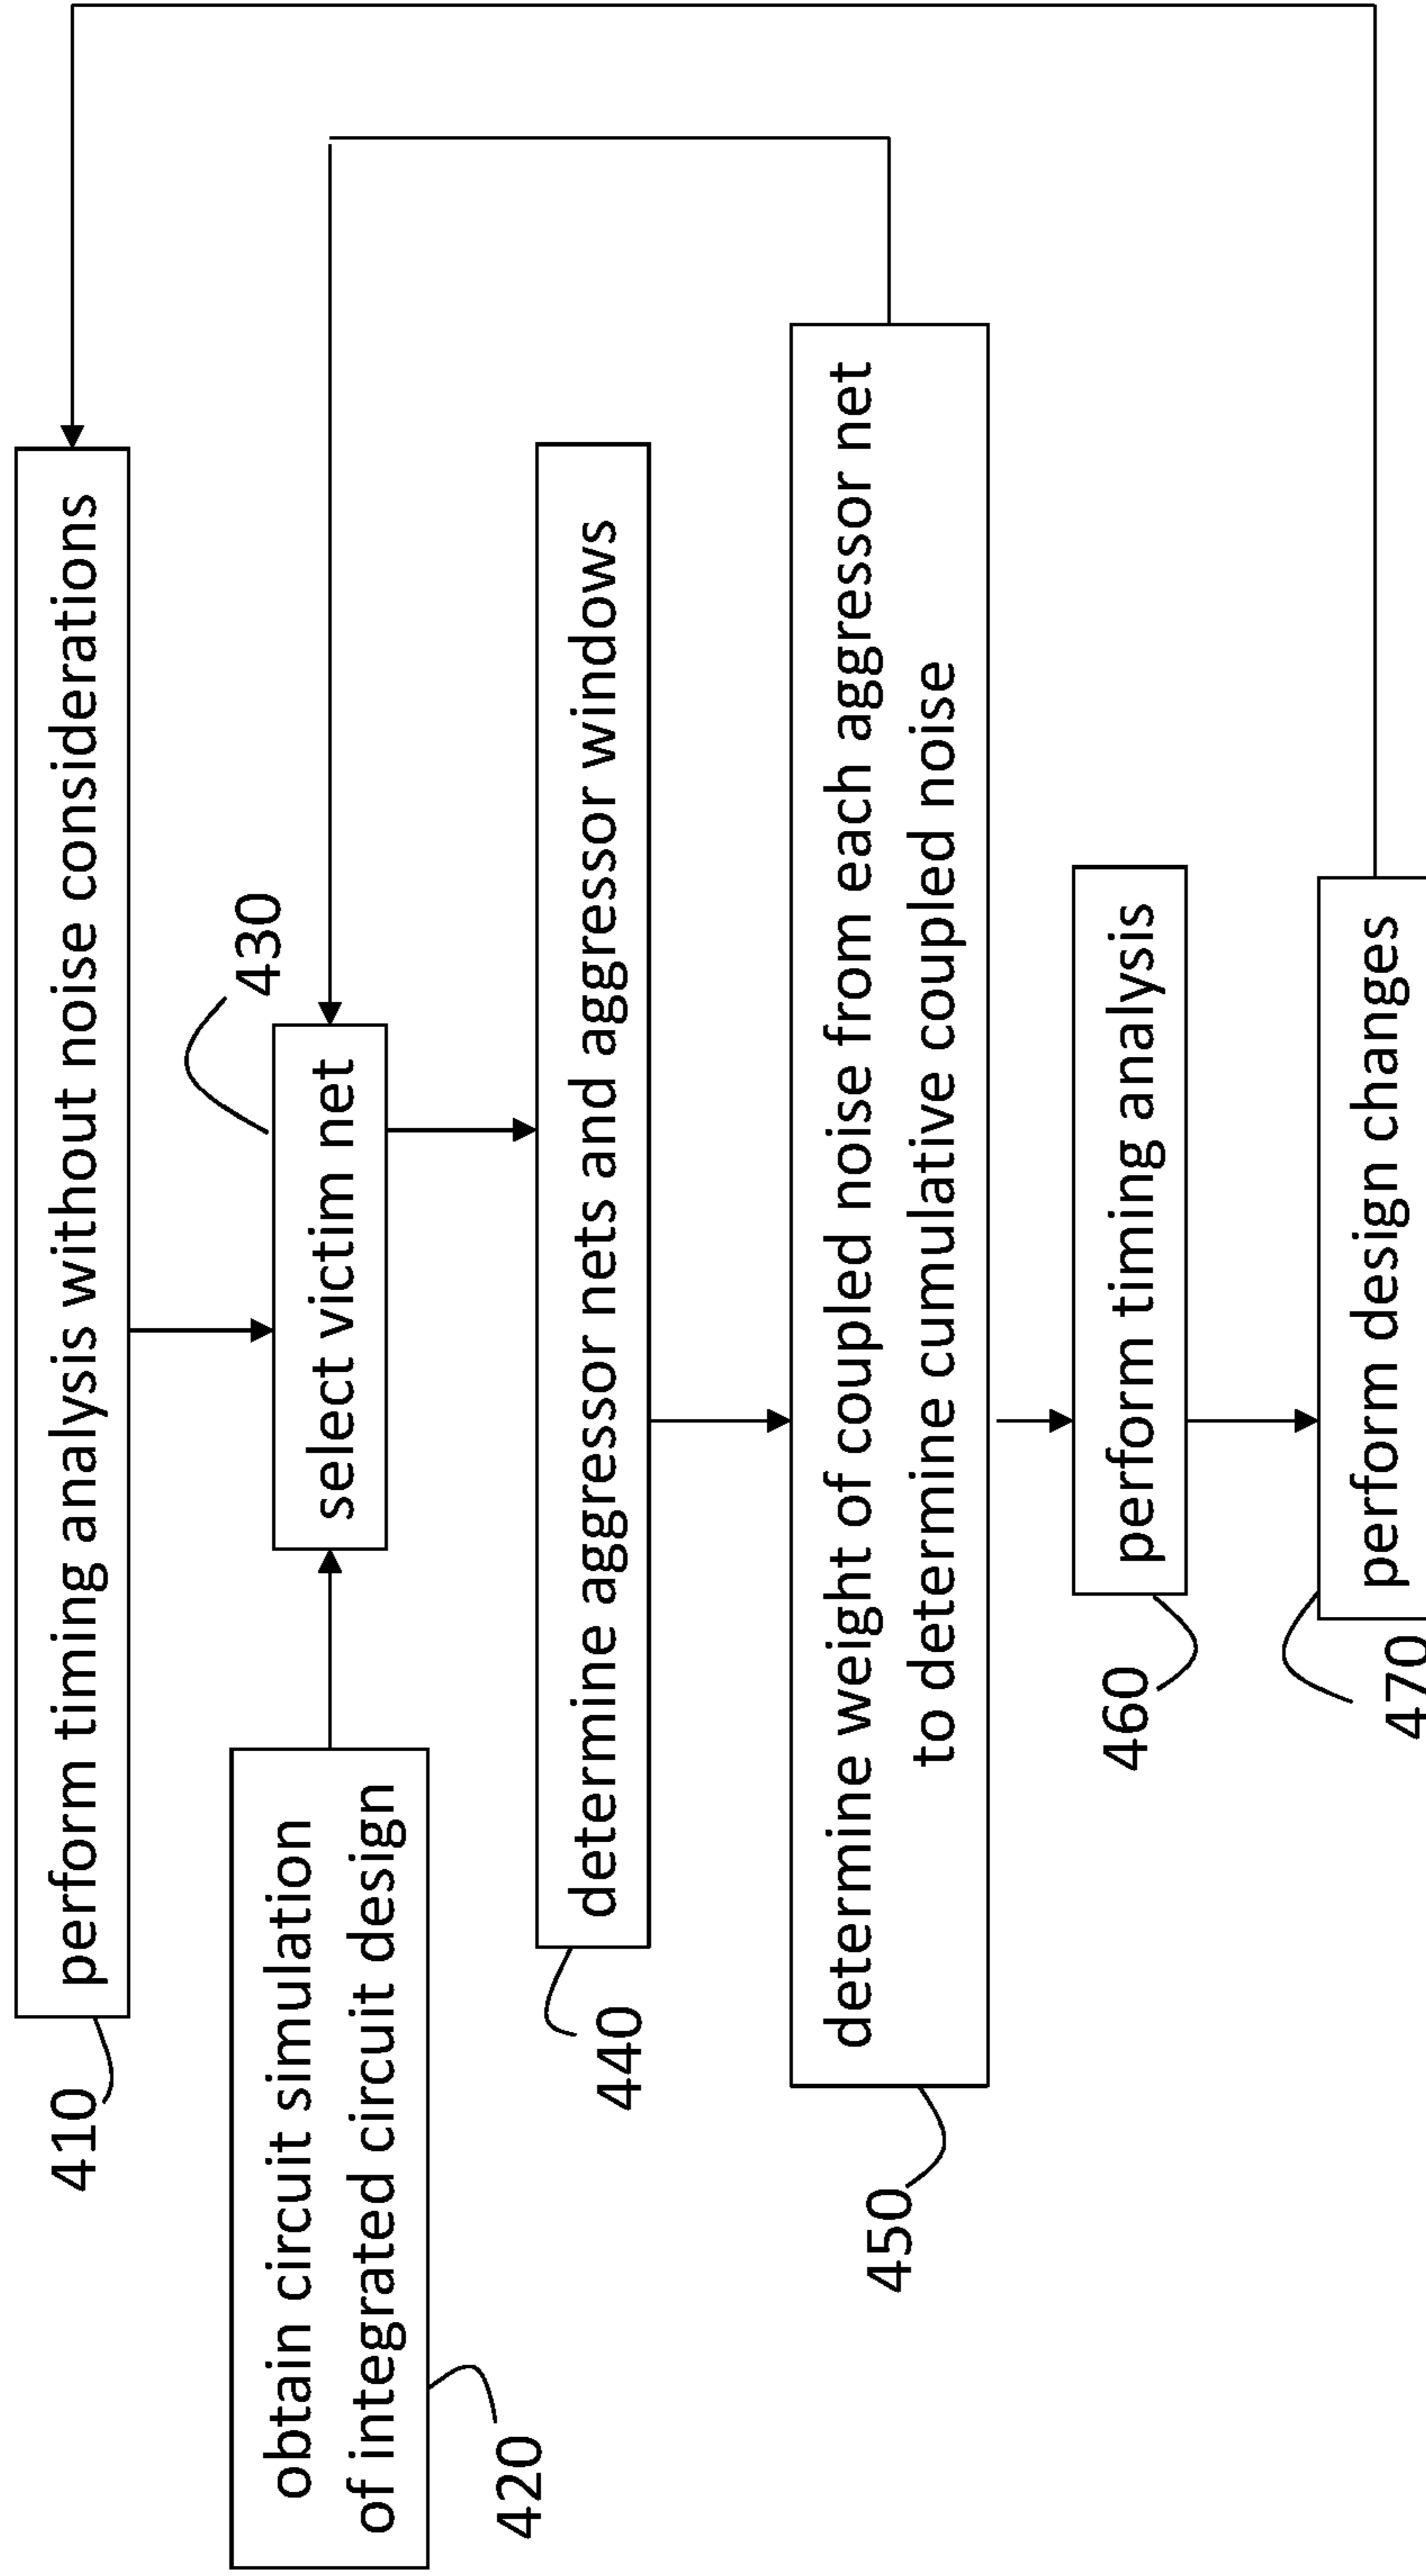 410
perform timing analysis without noise considerations
420
obtain circuit simulation
of integrated circuit design
430
select victim net
440
determine aggressor nets and aggressor windows
450
determine weight of coupled noise from each aggressor net
to determine cumulative coupled noise
460
perform timing analysis
470
perform design changes